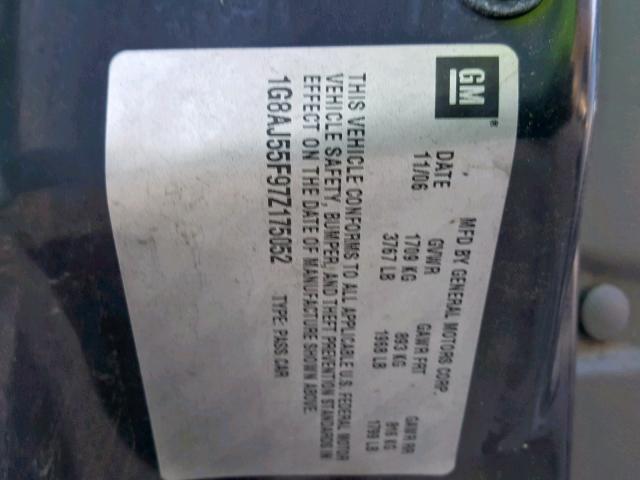 GM®
MFD BY GENERAL MOTORS CORP.
DATE GVWR GAWR FRT GAWR RR
11/06 1709 KG 893 KG 816 KG
3767 LB 1968 LB 1799 LB
THIS VEHICLE CONFORMS TO ALL APPLICABLE U.S. FEDERAL MOTOR
VEHICLE SAFETY, BUMPER, AND THEFT PREVENTION STANDARDS IN
EFFECT ON THE DATE OF MANUFACTURE SHOWN ABOVE.
1G8AJ55F97Z175052 TYPE: PASS CAR